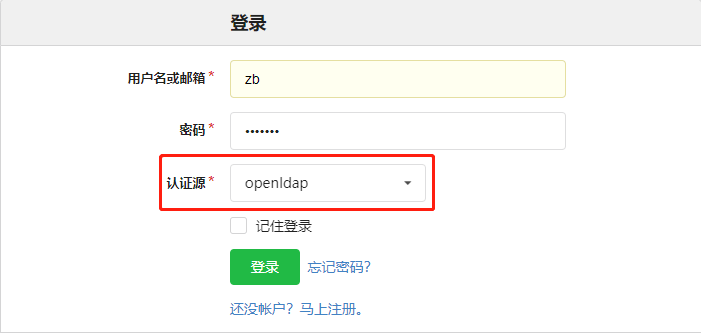 登录
用户名或邮箱 * zb
密码 * •••••••
认证源 * openldap
记住登录
登录 忘记密码?
还没帐户？马上注册。